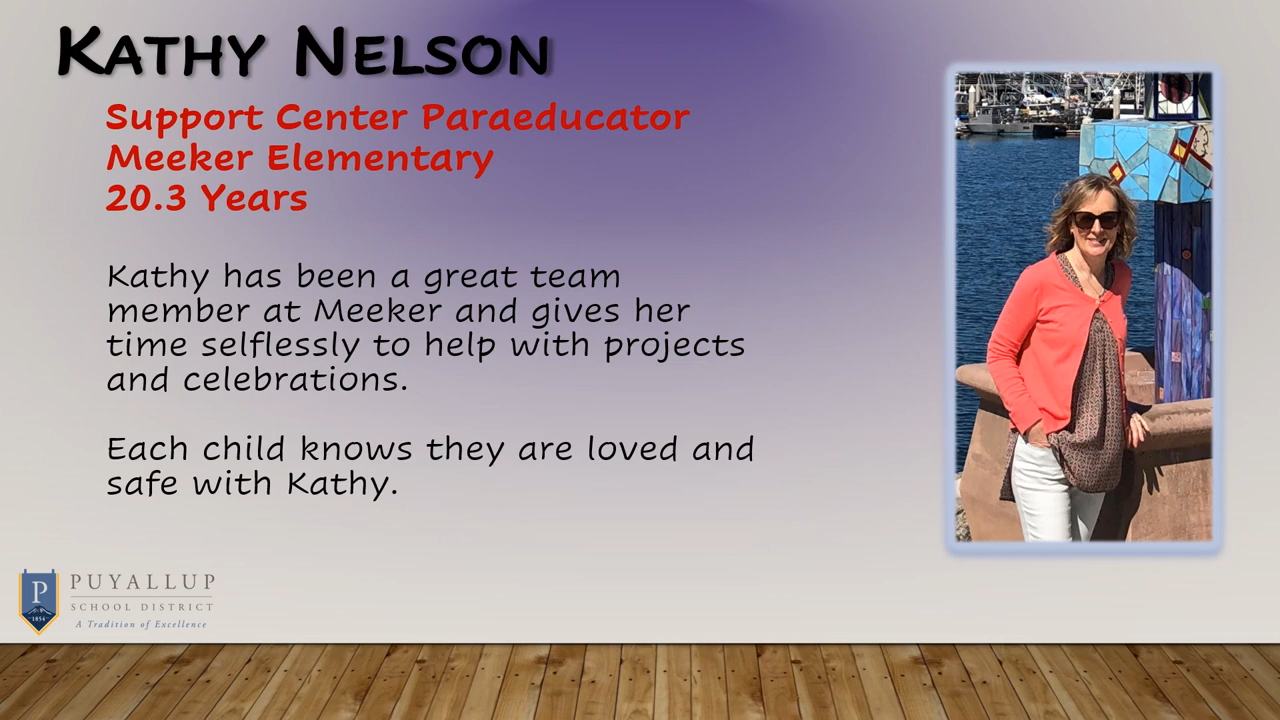 Kathy Nelson
Support Center Paraeducator
Meeker Elementary
20.3 Years
Kathy has been a great team
member at Meeker and gives her
time selflessly to help with projects
and celebrations.
Each child knows they are loved and
safe with Kathy.
P
1854
PUYALLUP
SCHOOL DISTRICT
A Tradition of Excellence